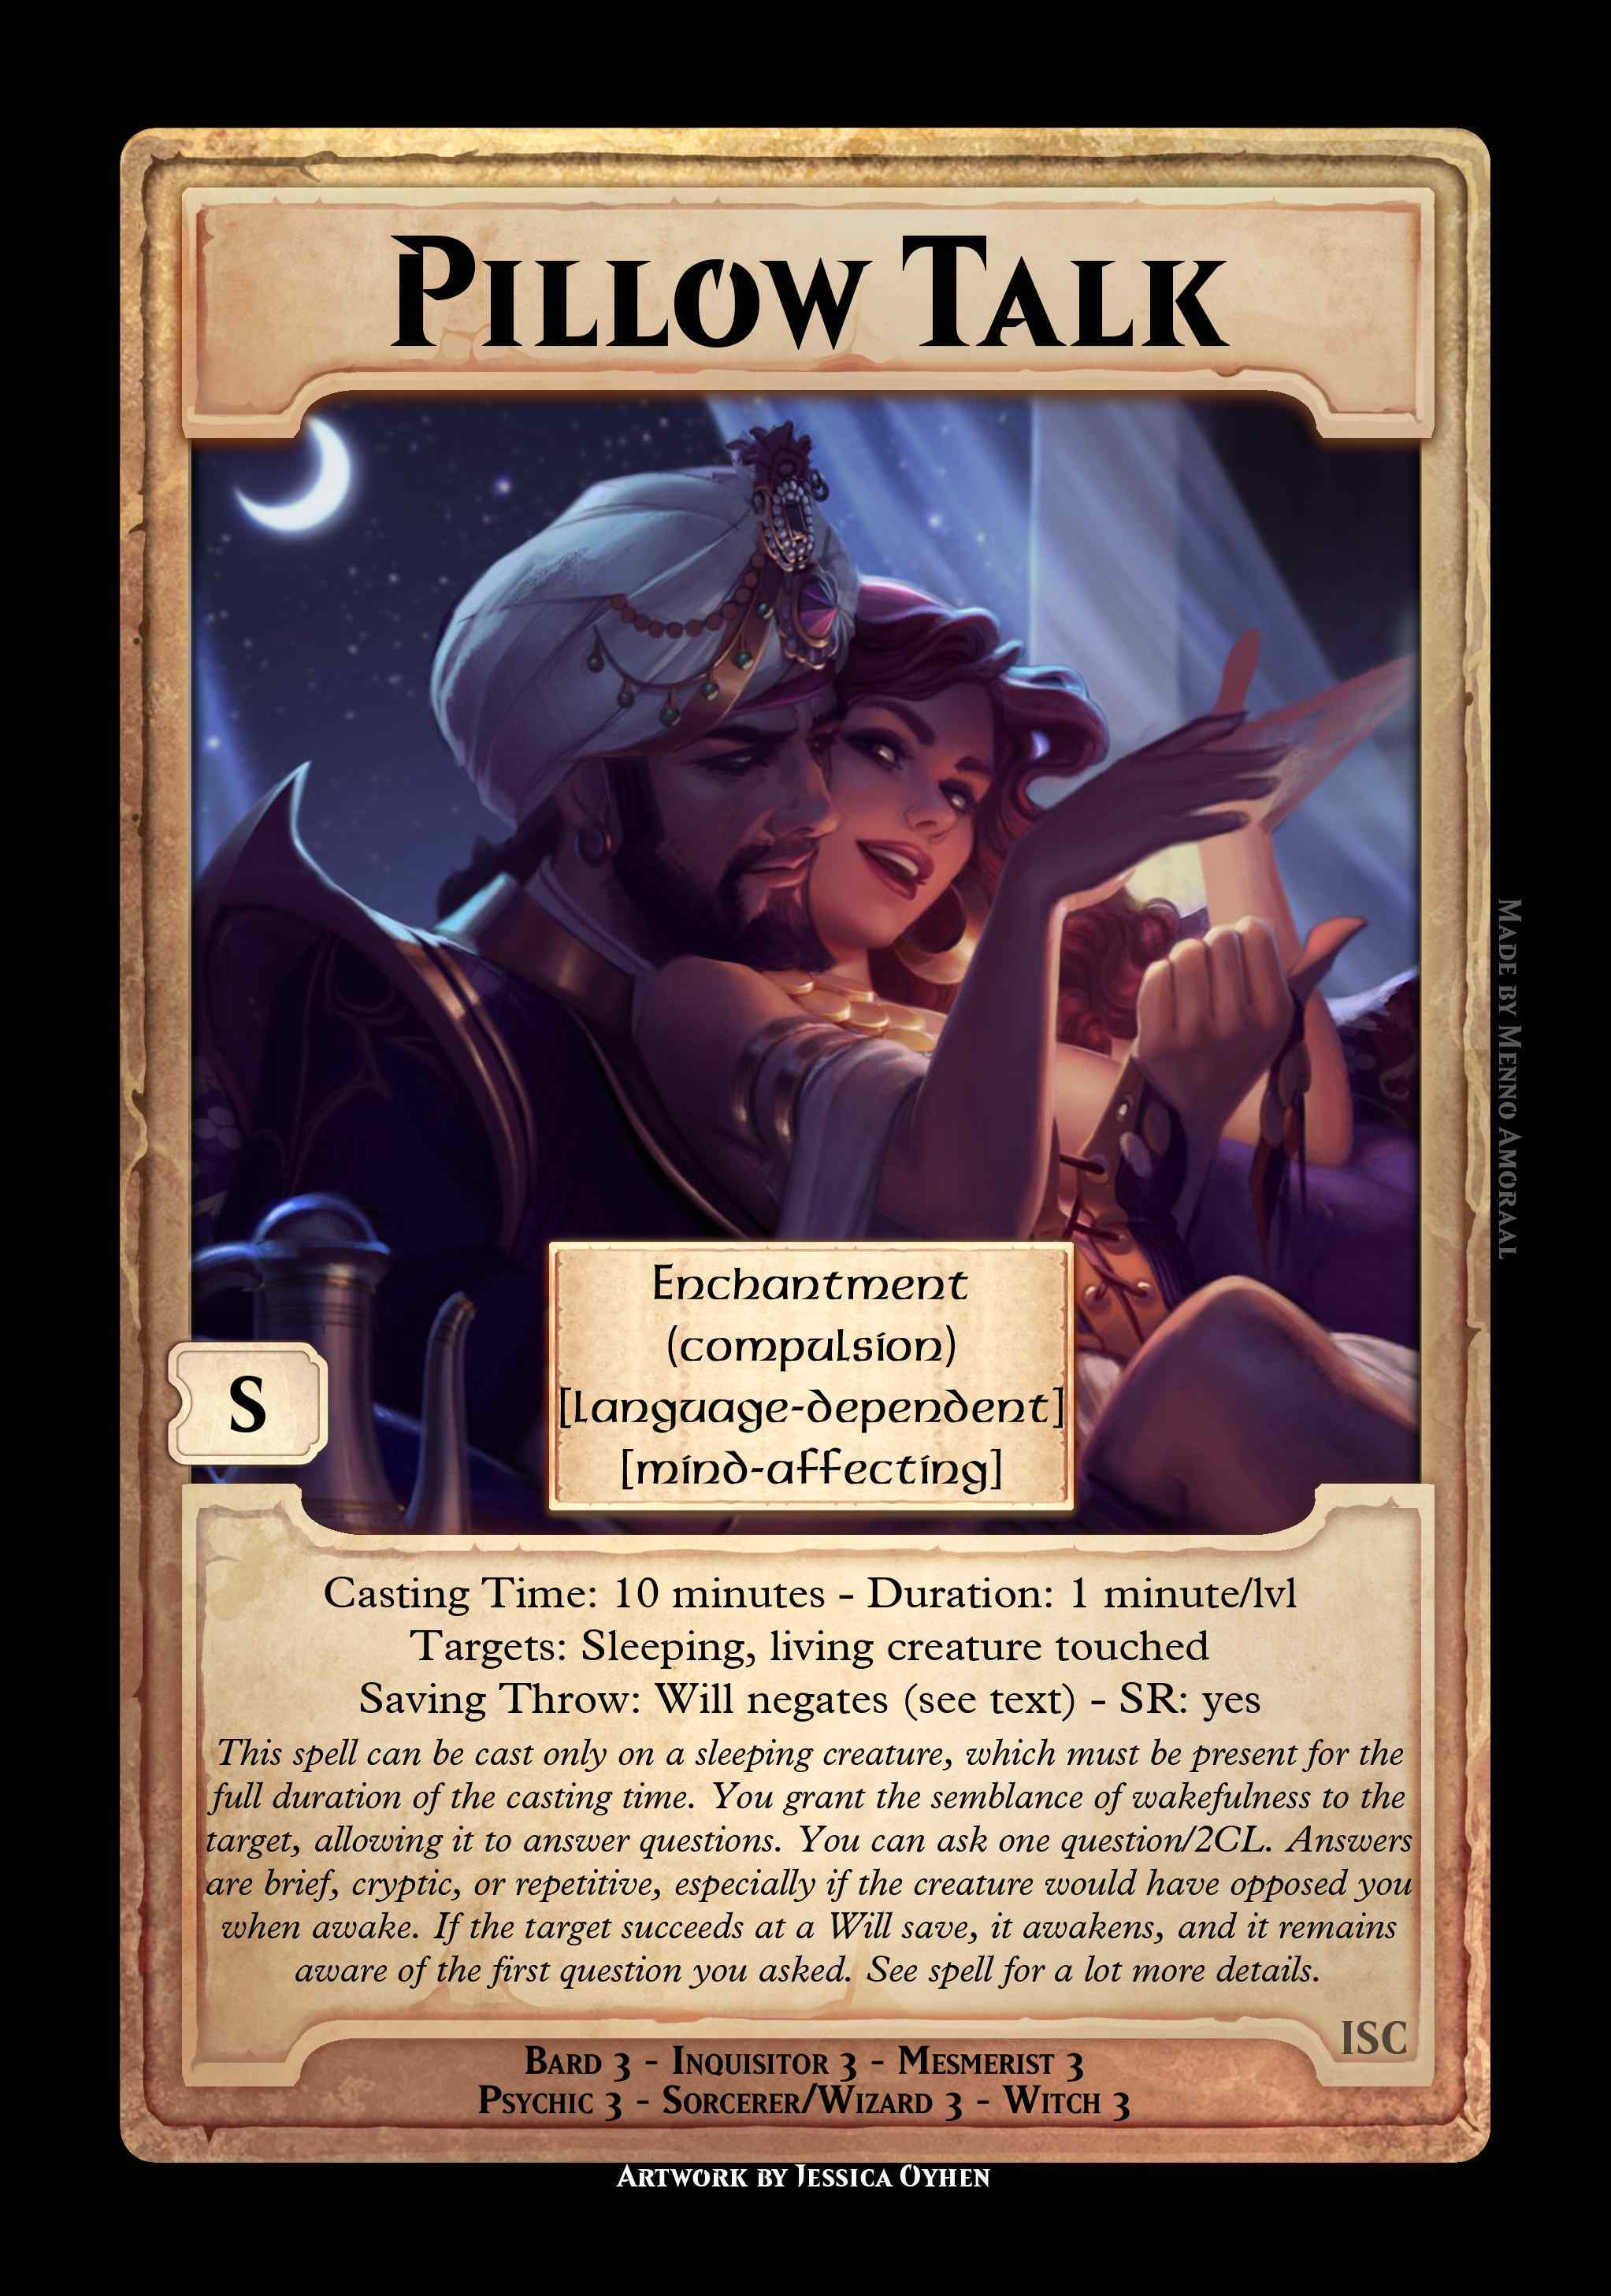 Pillow Talk
Enchantment
(compulsion)
[language-dependent]
[mind-affecting]
S
Casting Time: 10 minutes - Duration: 1 minute/lvl
Targets: Sleeping, living creature touched
Saving Throw: Will negates (see text) - SR: yes
This spell can be cast only on a sleeping creature, which must be present for the
full duration of the casting time. You grant the semblance of wakefulness to the
target, allowing it to answer questions. You can ask one question/2CL. Answers
are brief, cryptic, or repetitive, especially if the creature would have opposed you
when awake. If the target succeeds at a Will save, it awakens, and it remains
aware of the first question you asked. See spell for a lot more details.
ISC
Bard 3 - Inquisitor 3 - Mesmerist 3
Psychic 3 - Sorcerer/Wizard 3 - Witch 3
Artwork by Jessica Oyhen
Made by Menno Amoraal